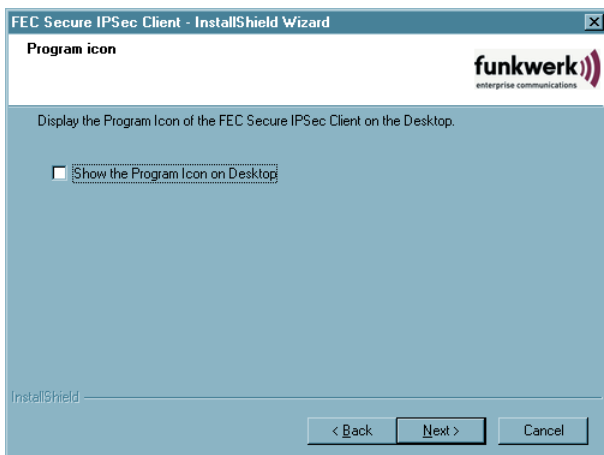 FEC Secure IPSec Client - InstallShield Wizard
Program icon
funkwerk
enterprise communications
Display the Program Icon of the FEC Secure IPSec Client on the Desktop.
Show the Program Icon on Desktop
InstallShield
< Back
Next >
Cancel